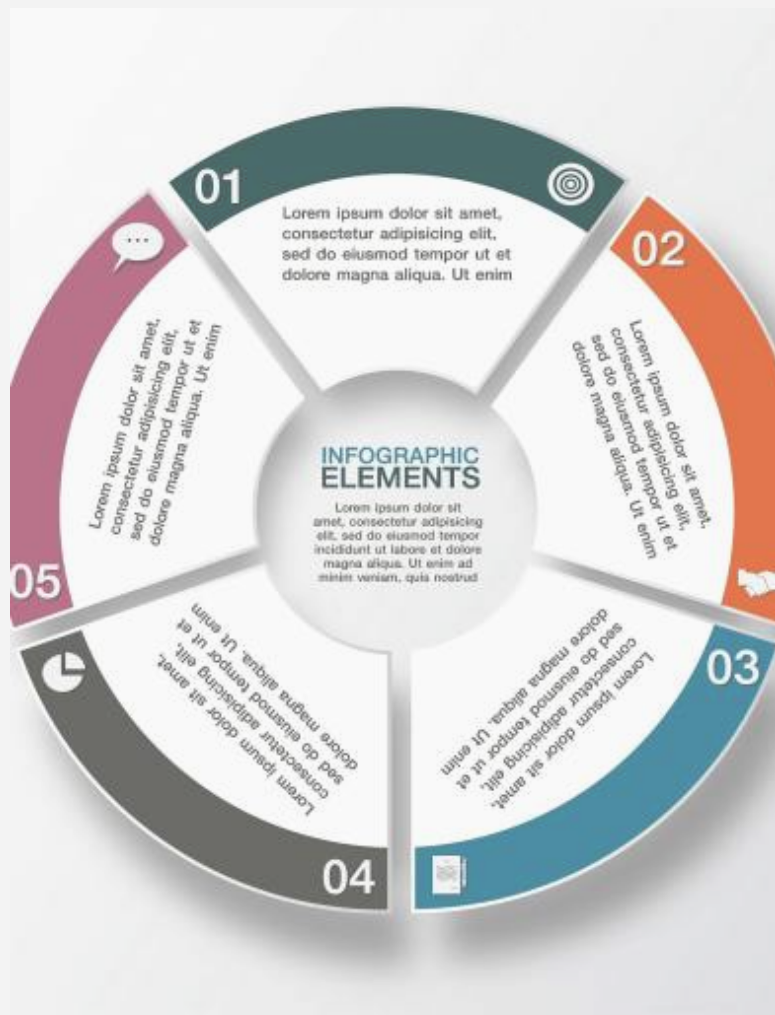 01
Lorem ipsum dolor sit amet,
consectetur adipisicing elit,
sed do eiusmod tempor ut et
dolore magna aliqua. Ut enim
02
Lorem ipsum dolor sit amet,
consectetur adipisicing elit,
sed do eiusmod tempor ut et
dolore magna aliqua. Ut enim
03
Lorem ipsum dolor sit amet,
consectetur adipisicing elit,
sed do eiusmod tempor ut et
dolore magna aliqua. Ut enim
04
Lorem ipsum dolor sit amet,
consectetur adipisicing elit,
sed do eiusmod tempor ut et
dolore magna aliqua. Ut enim
05
Lorem ipsum dolor sit amet,
consectetur adipisicing elit,
sed do eiusmod tempor ut et
dolore magna aliqua. Ut enim
INFOGRAPHIC
ELEMENTS
Lorem ipsum dolor sit
amet, consectetur adipisicing
elit, sed do eiusmod tempor
incididunt ut labore et dolore
magna aliqua. Ut enim ad
minim veniam, quis nostrud